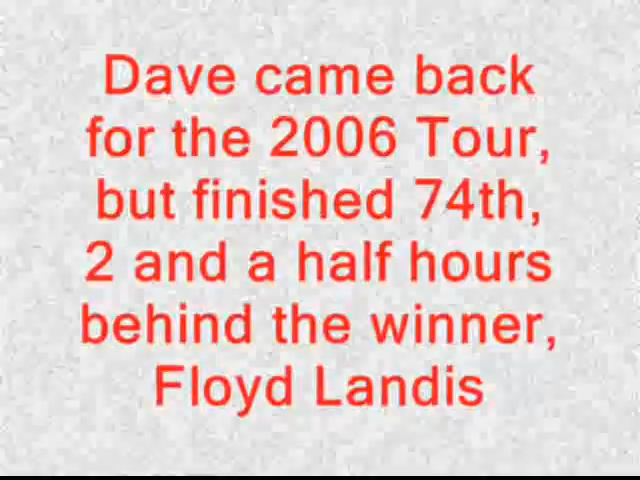 Dave came back
for the 2006 Tour,
but finished 74th,
2 and a half hours
behind the winner,
Floyd Landis